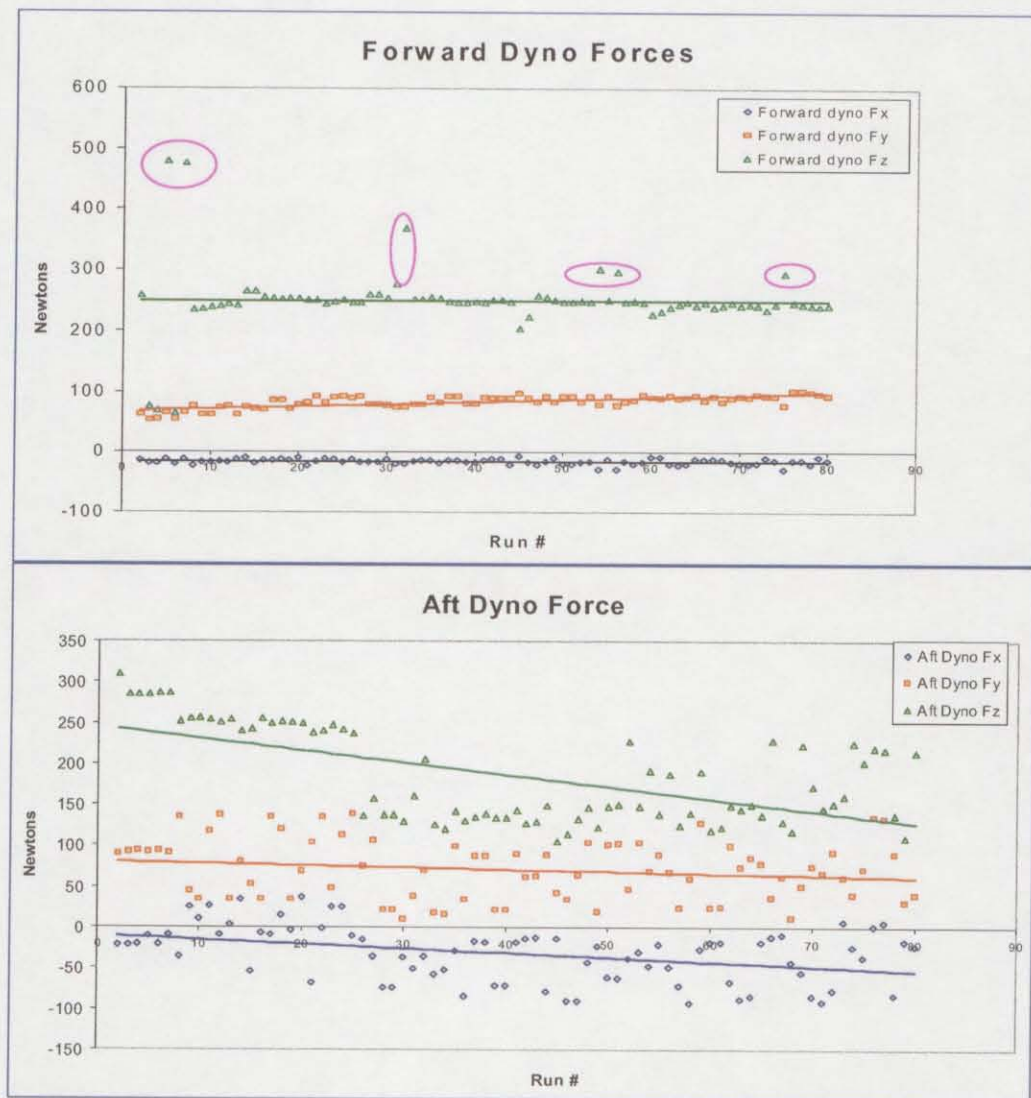 Forward Dyno Forces
600
500
400
300
200
100
0
-100
Newtons
0 10 20 30 40 50 60 70 80 90
Run #
Forward dyno Fx
Forward dyno Fy
Forward dyno Fz
Aft Dyno Force
350
300
250
200
150
100
50
0
-50
-100
-150
Newtons
0 10 20 30 40 50 60 70 80 90
Run #
Aft Dyno Fx
Aft Dyno Fy
Aft Dyno Fz